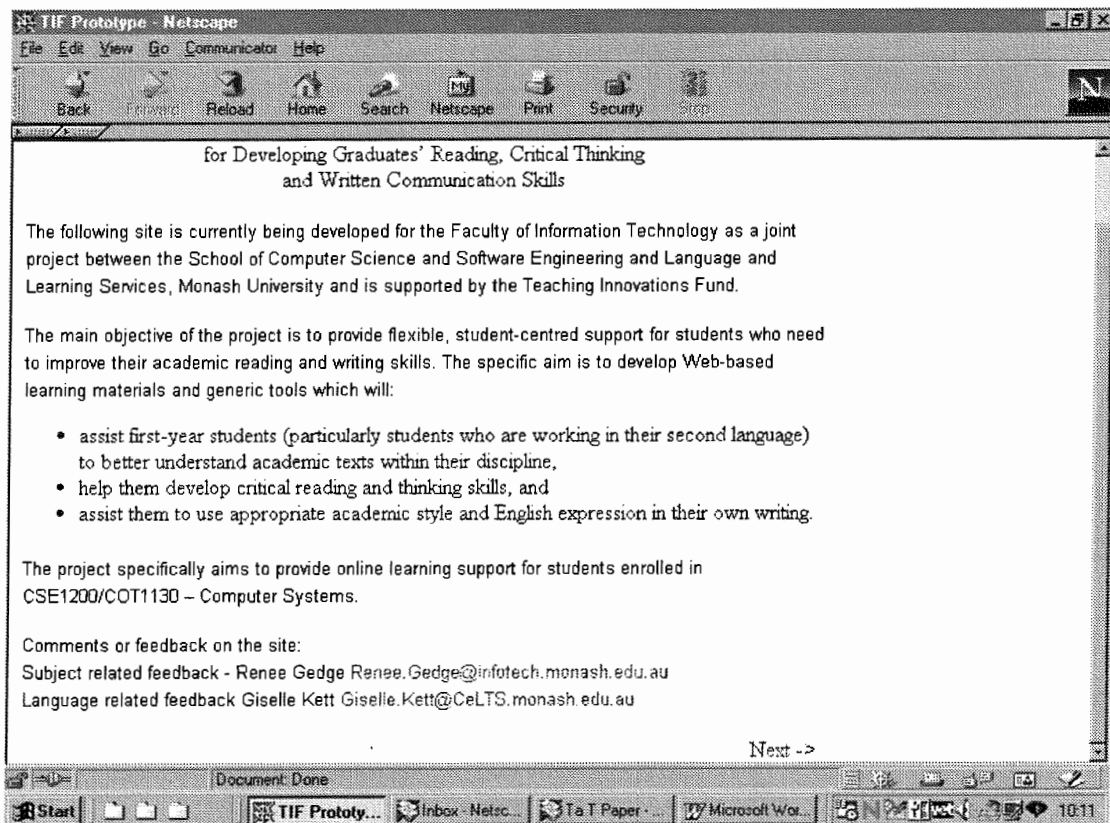 TIF Prototype - Netscape
File Edit View Go Communicator Help
Back Forward Reload Home Search Netscape Print Security Stop
My
N
for Developing Graduates' Reading, Critical Thinking
and Written Communication Skills
The following site is currently being developed for the Faculty of Information Technology as a joint
project between the School of Computer Science and Software Engineering and Language and
Learning Services, Monash University and is supported by the Teaching Innovations Fund.
The main objective of the project is to provide flexible, student-centred support for students who need
to improve their academic reading and writing skills. The specific aim is to develop Web-based
learning materials and generic tools which will:
• assist first-year students (particularly students who are working in their second language)
to better understand academic texts within their discipline,
• help them develop critical reading and thinking skills, and
• assist them to use appropriate academic style and English expression in their own writing.
The project specifically aims to provide online learning support for students enrolled in
CSE1200/COT1130 – Computer Systems.
Comments or feedback on the site:
Subject related feedback - Renee Gedge Renee.Gedge@infotech.monash.edu.au
Language related feedback Giselle Kett Giselle.Kett@CeLTS.monash.edu.au
Next ->
Document: Done
Start TIF Prototy... Inbox - Netsc... Ta T Paper - ... Microsoft Wor... 10:11